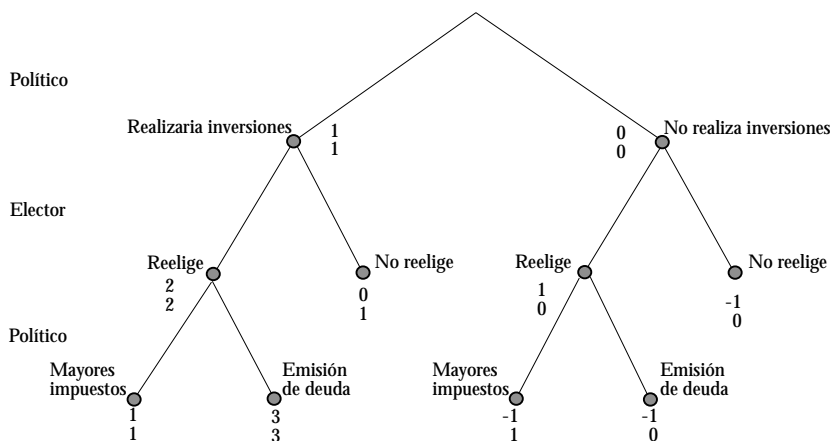 Político
Realizaria inversiones
1
1
0
0
No realiza inversiones
Elector
Reelige
2
2
No reelige
0
1
Reelige
1
0
No reelige
-1
0
Político
Mayores
impuestos
1
1
Emisión
de deuda
3
3
Mayores
impuestos
-1
1
Emisión
de deuda
-1
0